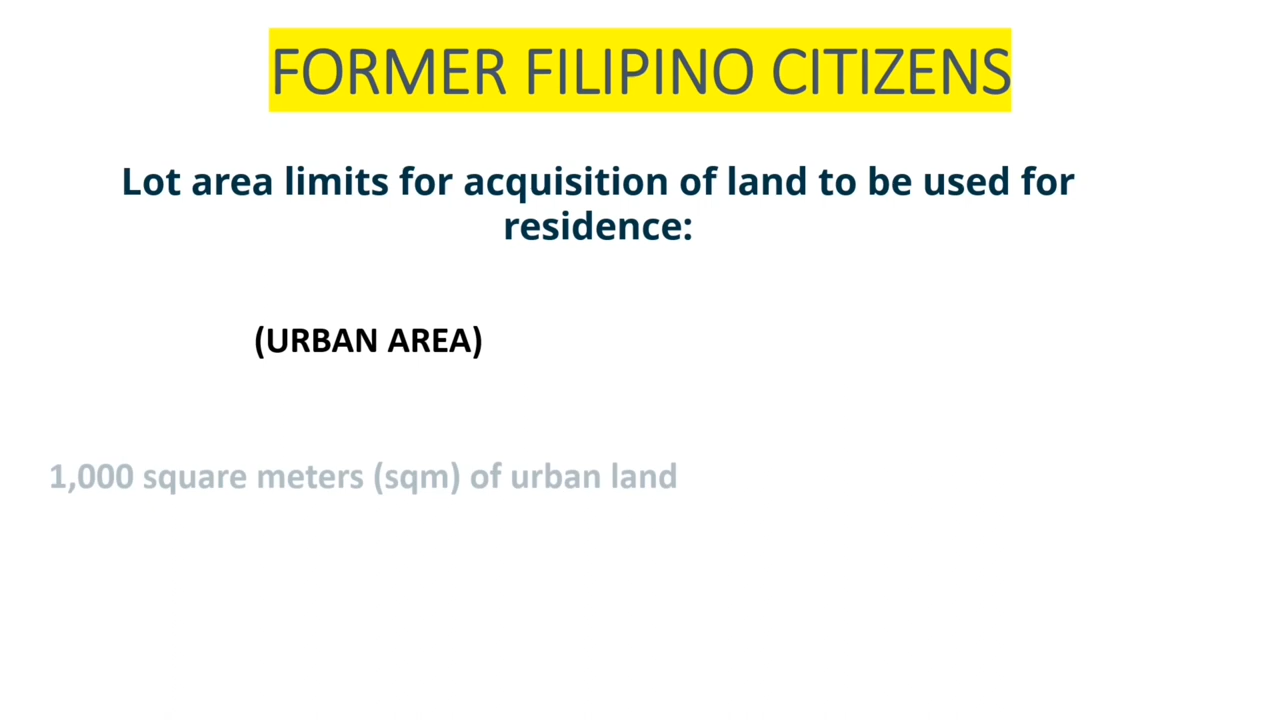 FORMER FILIPINO CITIZENS
Lot area limits for acquisition of land to be used for
residence:
(URBAN AREA)
1,000 square meters (sqm) of urban land